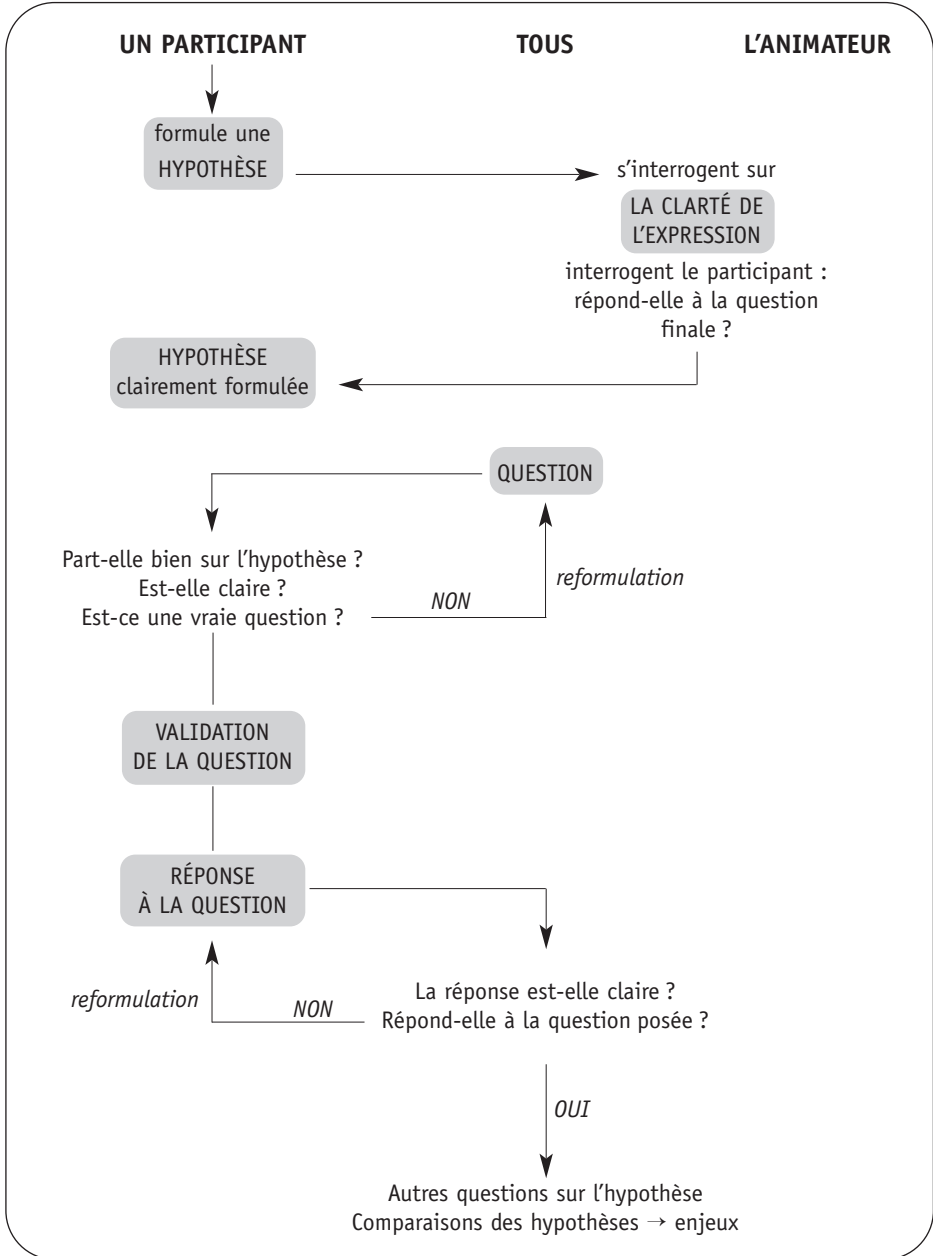 UN PARTICIPANT TOUS L'ANIMATEUR
formule une
HYPOTHÈSE
s'interrogent sur
LA CLARTÉ DE
L'EXPRESSION
interrogent le participant :
répond-elle à la question
finale ?
HYPOTHÈSE
clairement formulée
QUESTION
Part-elle bien sur l'hypothèse ?
Est-elle claire ?
Est-ce une vraie question ?
NON
reformulation
VALIDATION
DE LA QUESTION
RÉPONSE
À LA QUESTION
reformulation
NON
La réponse est-elle claire ?
Répond-elle à la question posée ?
OUI
Autres questions sur l'hypothèse
Comparaisons des hypothèses → enjeux